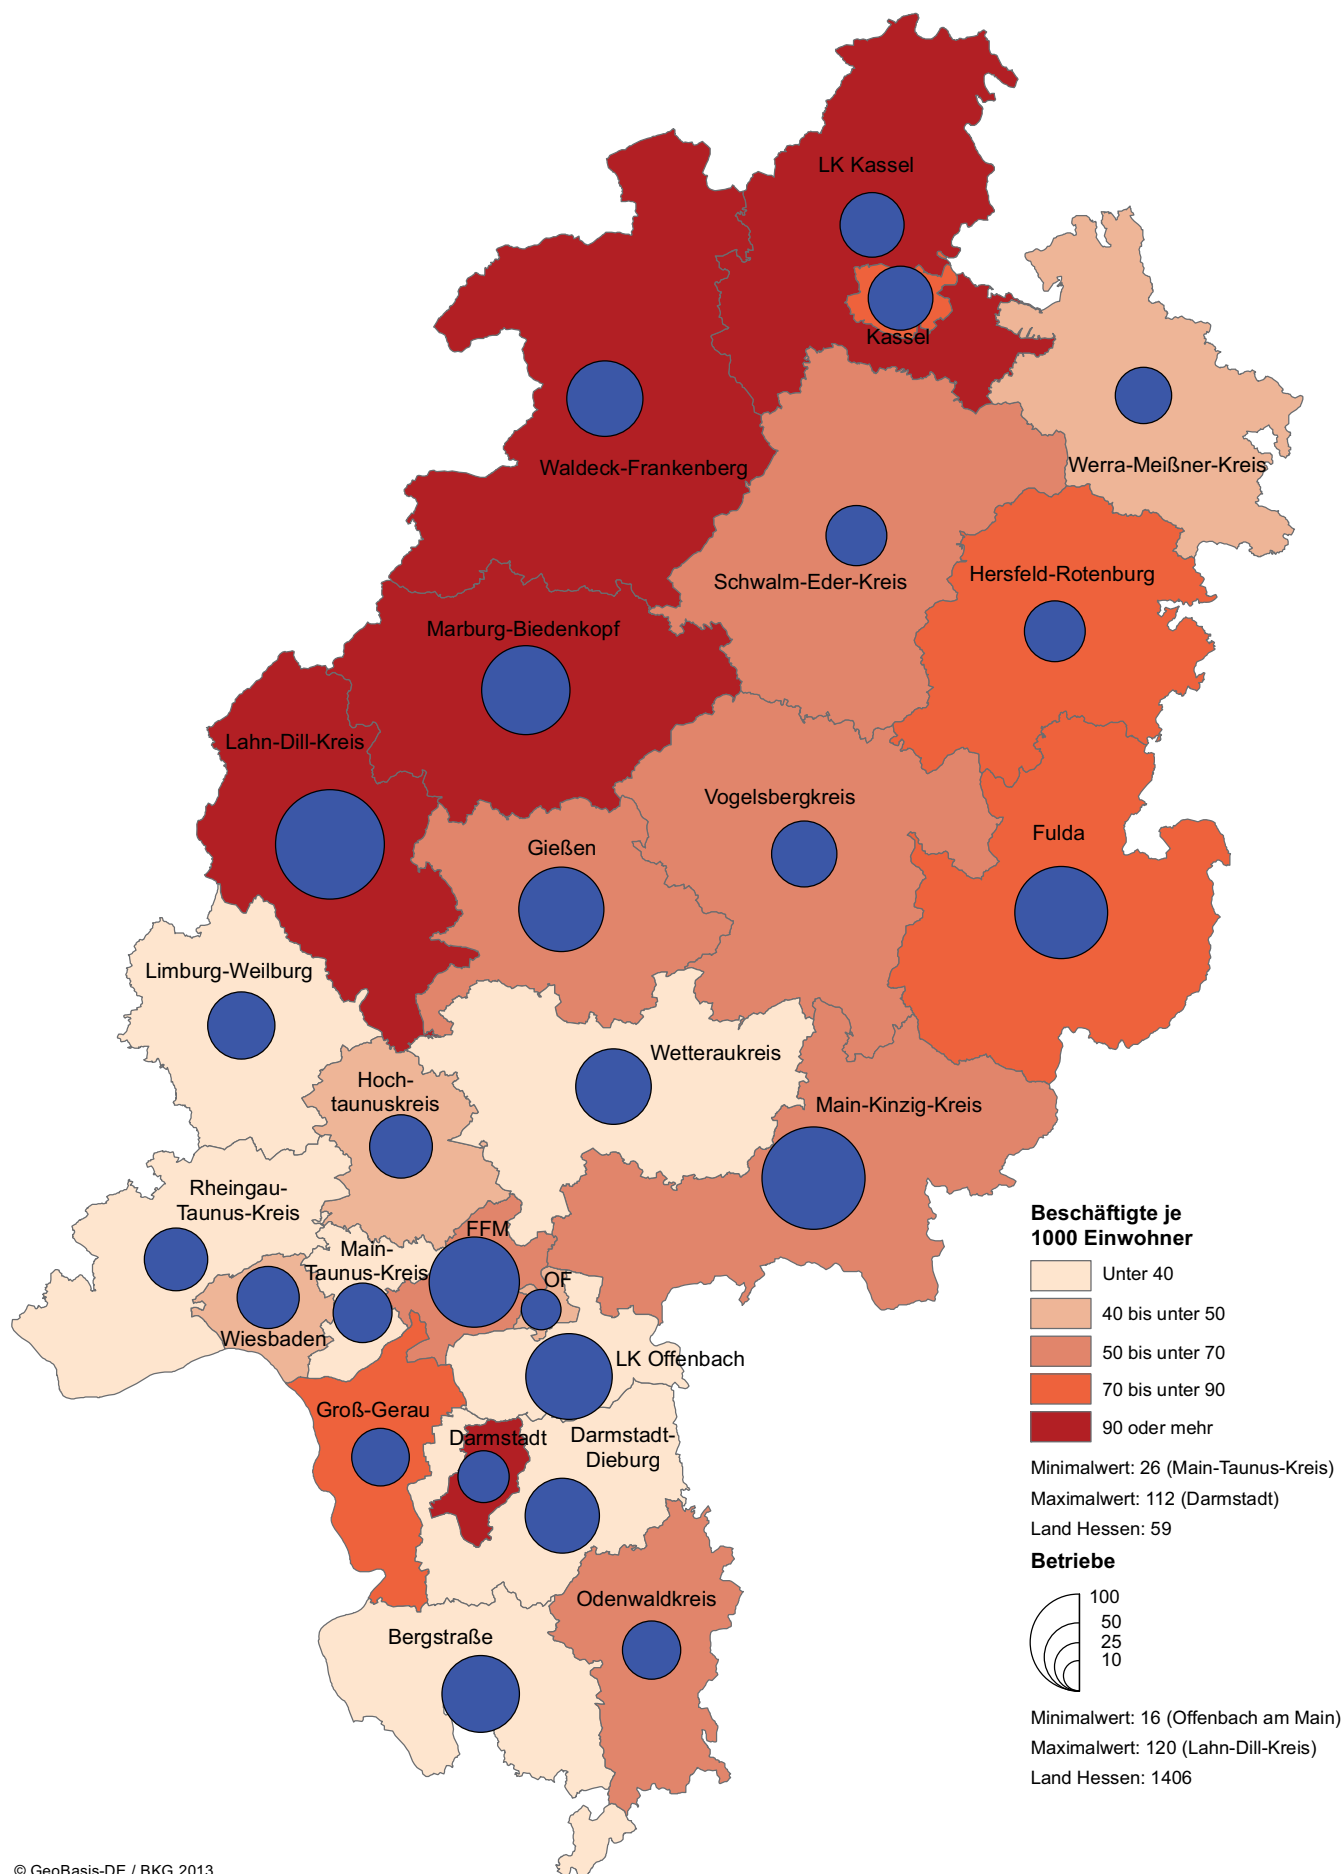 LK Kassel
Kassel
Waldeck-Frankenberg
Werra-Meißner-Kreis
Schwalm-Eder-Kreis
Hersfeld-Rotenburg
Marburg-Biedenkopf
Lahn-Dill-Kreis
Vogelsbergkreis
Gießen
Fulda
Limburg-Weilburg
Wetteraukreis
Hoch-
taunuskreis
Main-Kinzig-Kreis
Rheingau-
Taunus-Kreis
FFM
Main-
Taunus-Kreis
OF
Wiesbaden
LK Offenbach
Groß-Gerau
Darmstadt
Darmstadt-
Dieburg
Odenwaldkreis
Bergstraße
Beschäftigte je
1000 Einwohner
Unter 40
40 bis unter 50
50 bis unter 70
70 bis unter 90
90 oder mehr
Minimalwert: 26 (Main-Taunus-Kreis)
Maximalwert: 112 (Darmstadt)
Land Hessen: 59
Betriebe
100
50
25
10
Minimalwert: 16 (Offenbach am Main)
Maximalwert: 120 (Lahn-Dill-Kreis)
Land Hessen: 1406
© GeoBasis-DE / BKG 2013